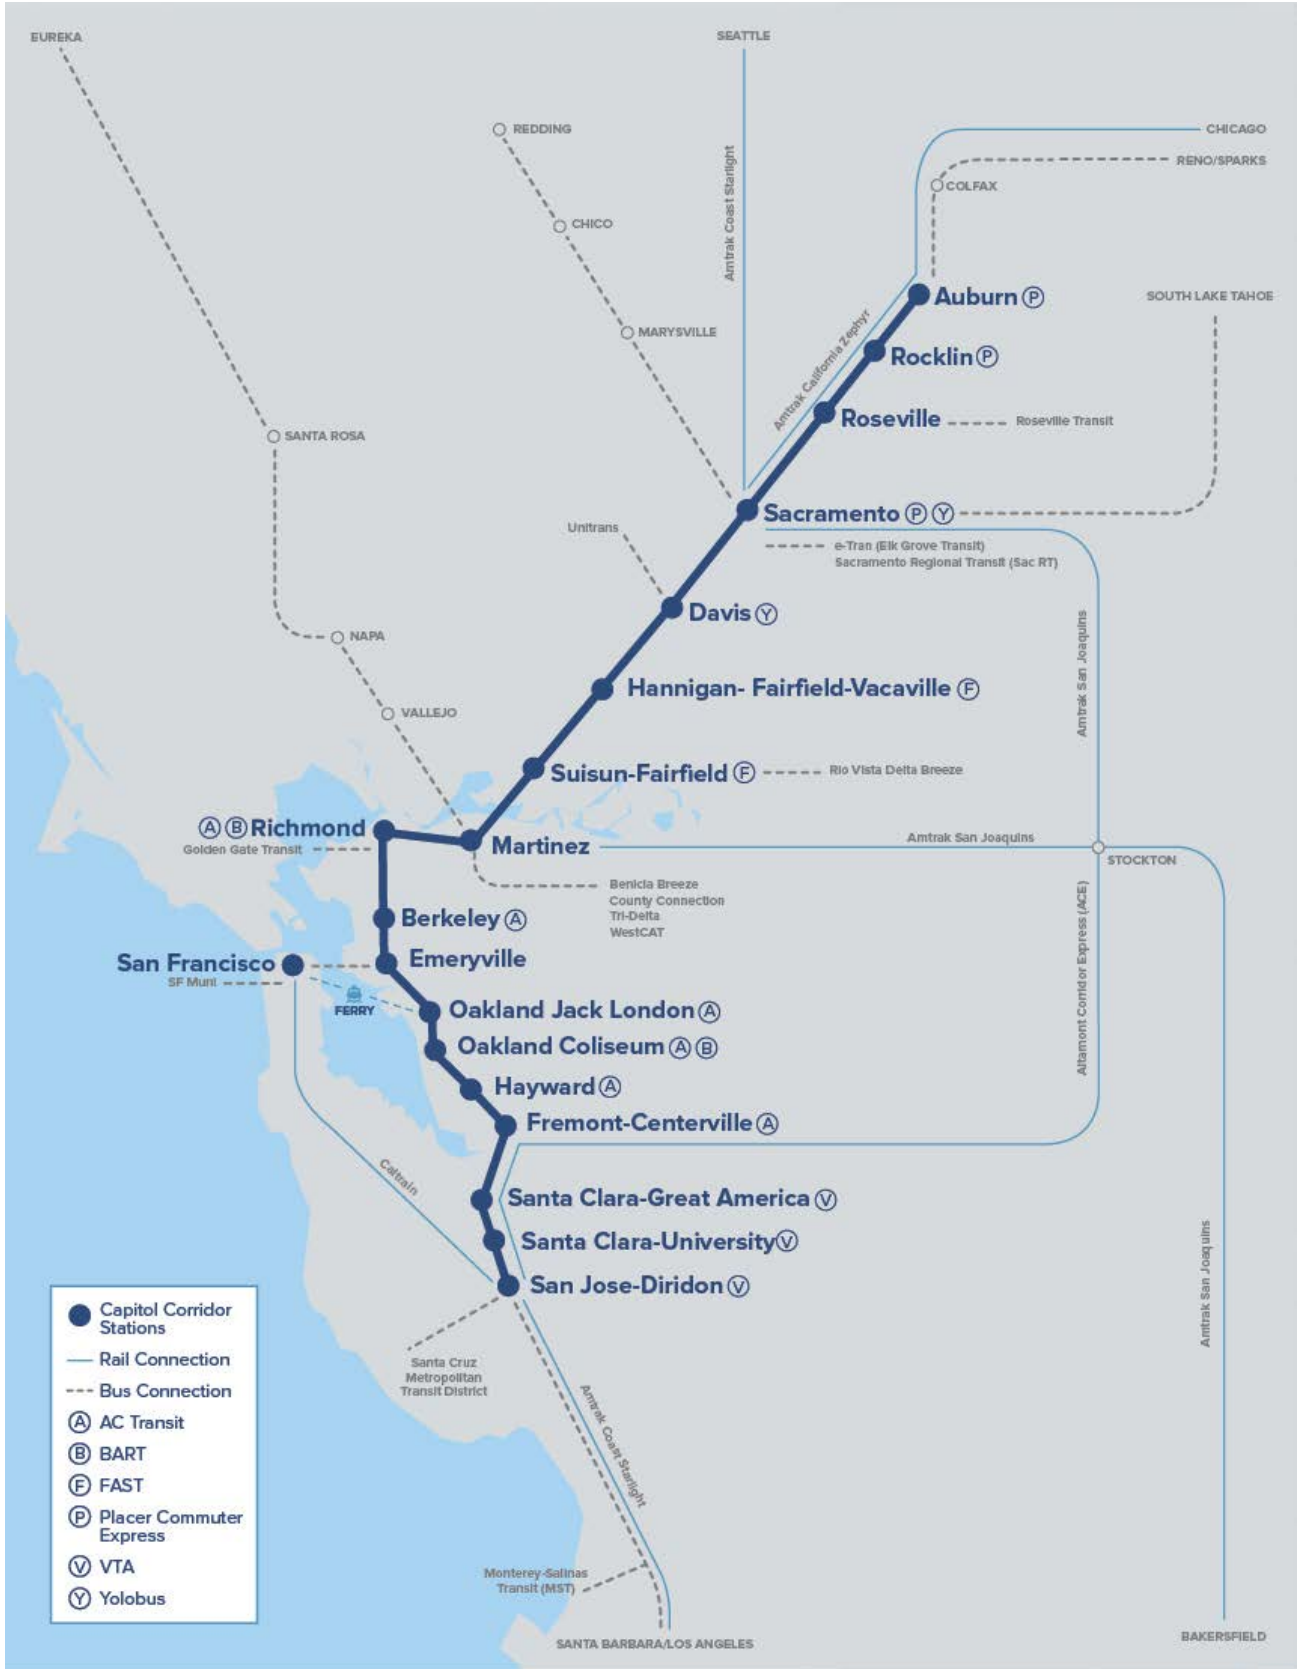 EUREKA
SEATTLE
REDDING
CHICAGO
RENO/SPARKS
COLFAX
CHICO
Amtrak Coast Starlight
Auburn P
SOUTH LAKE TAHOE
MARYSVILLE
Amtrak California Zephyr
Rocklin P
Roseville
Roseville Transit
SANTA ROSA
Sacramento P Y
Unitrans
e-Tran (Elk Grove Transit)
Sacramento Regional Transit (Sac RT)
Davis Y
NAPA
Amtrak San Joaquins
Hannigan- Fairfield-Vacaville F
VALLEJO
Suisun-Fairfield F
Rio Vista Delta Breeze
A B Richmond
Golden Gate Transit
Martinez
Amtrak San Joaquins
STOCKTON
Benicia Breeze
County Connection
Tri-Delta
WestCAT
Berkeley A
San Francisco
SF Muni
Emeryville
FERRY
Oakland Jack London A
Oakland Coliseum A B
Altamont Corridor Express (ACE)
Hayward A
Fremont-Centerville A
Caltrain
Santa Clara-Great America V
Santa Clara-University V
San Jose-Diridon V
Amtrak San Joaquins
Santa Cruz
Metropolitan
Transit District
Amtrak Coast Starlight
Monterey-Salinas
Transit (MST)
SANTA BARBARA/LOS ANGELES
BAKERSFIELD
Capitol Corridor
Stations
Rail Connection
Bus Connection
A AC Transit
B BART
F FAST
P Placer Commuter
Express
V VTA
Y Yolobus